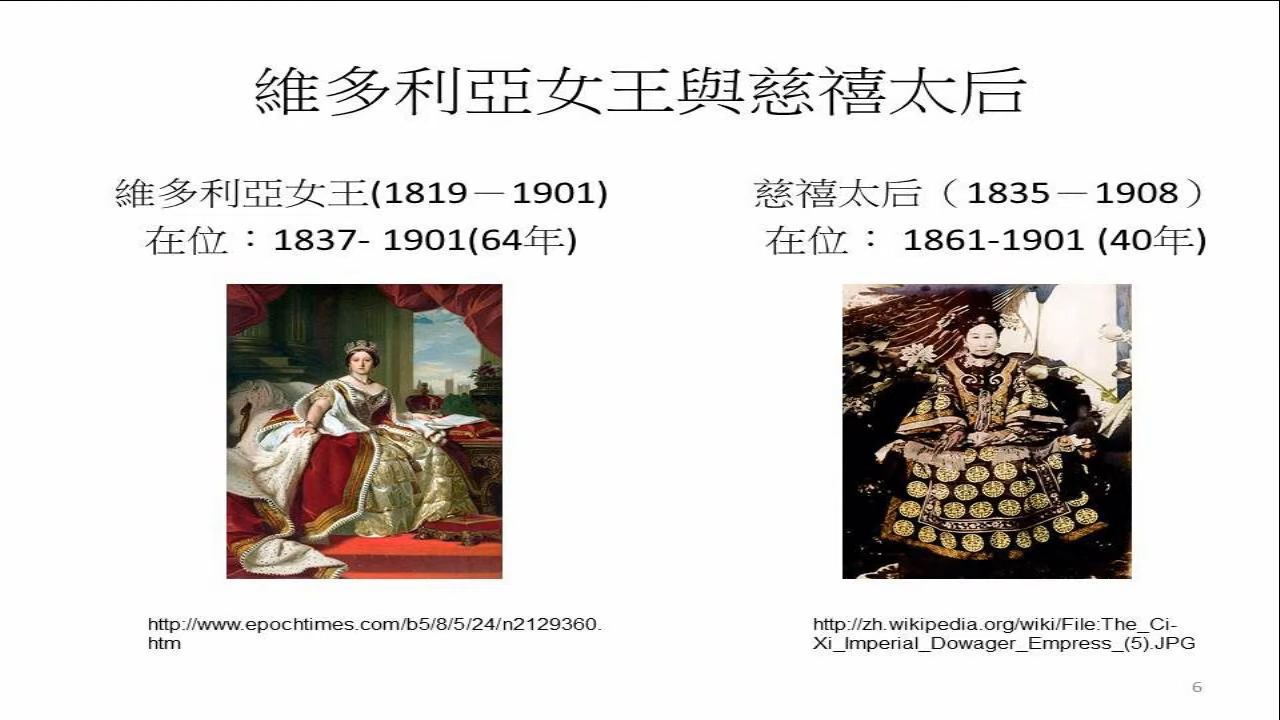 維多利亞女王與慈禧太后
維多利亞女王(1819－1901)
在位：1837- 1901(64年)
慈禧太后（1835－1908）
在位： 1861-1901 (40年)
http://www.epochtimes.com/b5/8/5/24/n2129360.
htm
http://zh.wikipedia.org/wiki/File:The_Ci-
Xi_Imperial_Dowager_Empress_(5).JPG
6